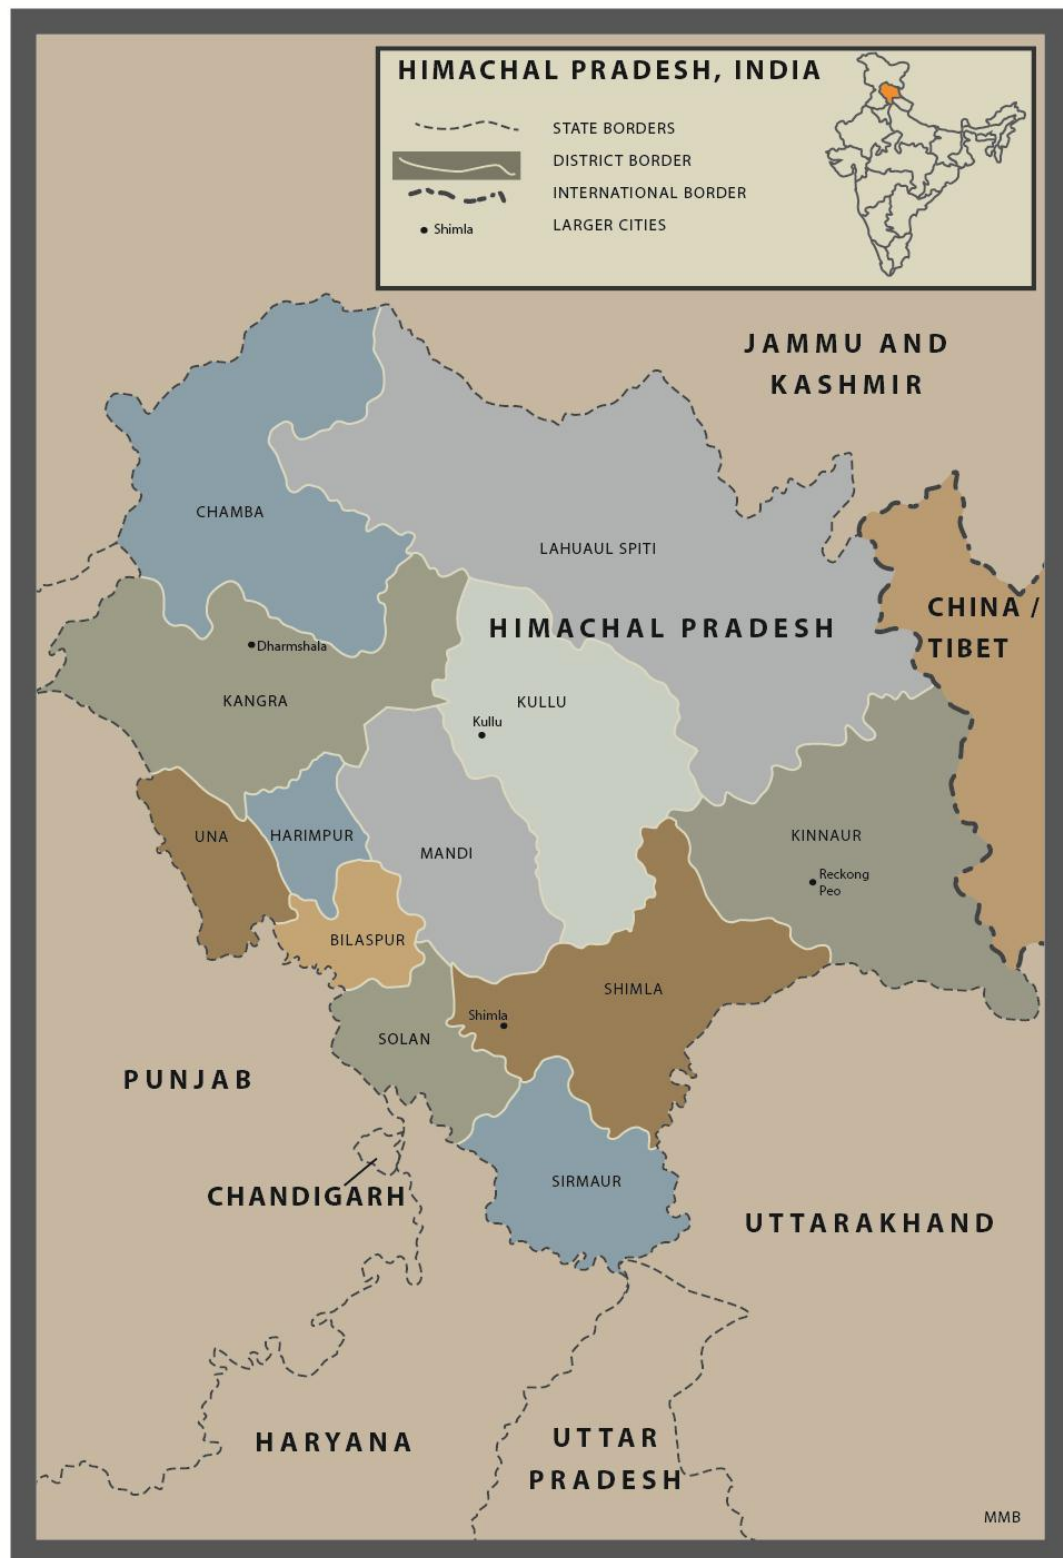 HIMACHAL PRADESH, INDIA
STATE BORDERS
DISTRICT BORDER
INTERNATIONAL BORDER
Shimla
LARGER CITIES
JAMMU AND
KASHMIR
CHAMBA
LAHUAUL SPITI
CHINA /
TIBET
HIMACHAL PRADESH
Dharmshala
KANGRA
KULLU
Kullu
UNA
HARIMPUR
MANDI
KINNAUR
Reckong
Peo
BILASPUR
SHIMLA
Shimla
SOLAN
PUNJAB
CHANDIGARH
SIRMAUR
UTTARAKHAND
HARYANA
UTTAR
PRADESH
MMB